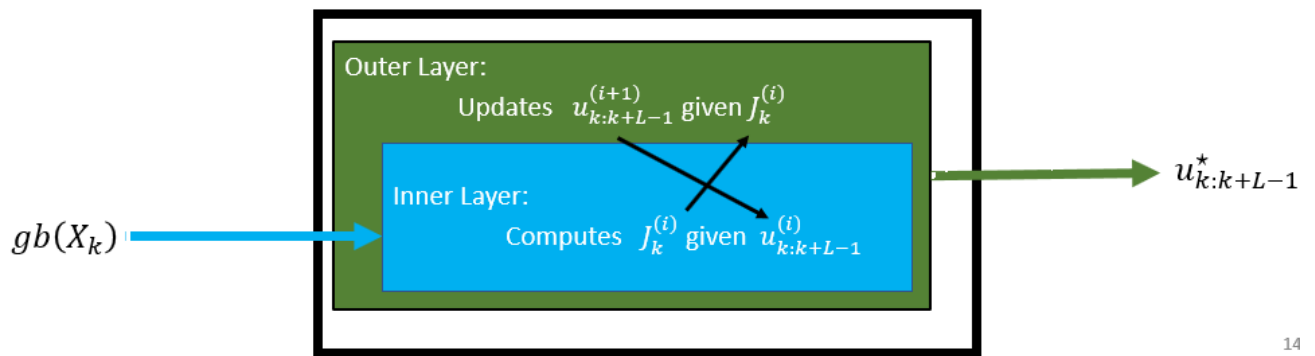 Outer Layer:
Updates $u_{k:k+L-1}^{(i+1)}$ given $J_k^{(i)}$
Inner Layer:
Computes $J_k^{(i)}$ given $u_{k:k+L-1}^{(i)}$
$gb(X_k)$
$u_{k:k+L-1}^{\star}$
14